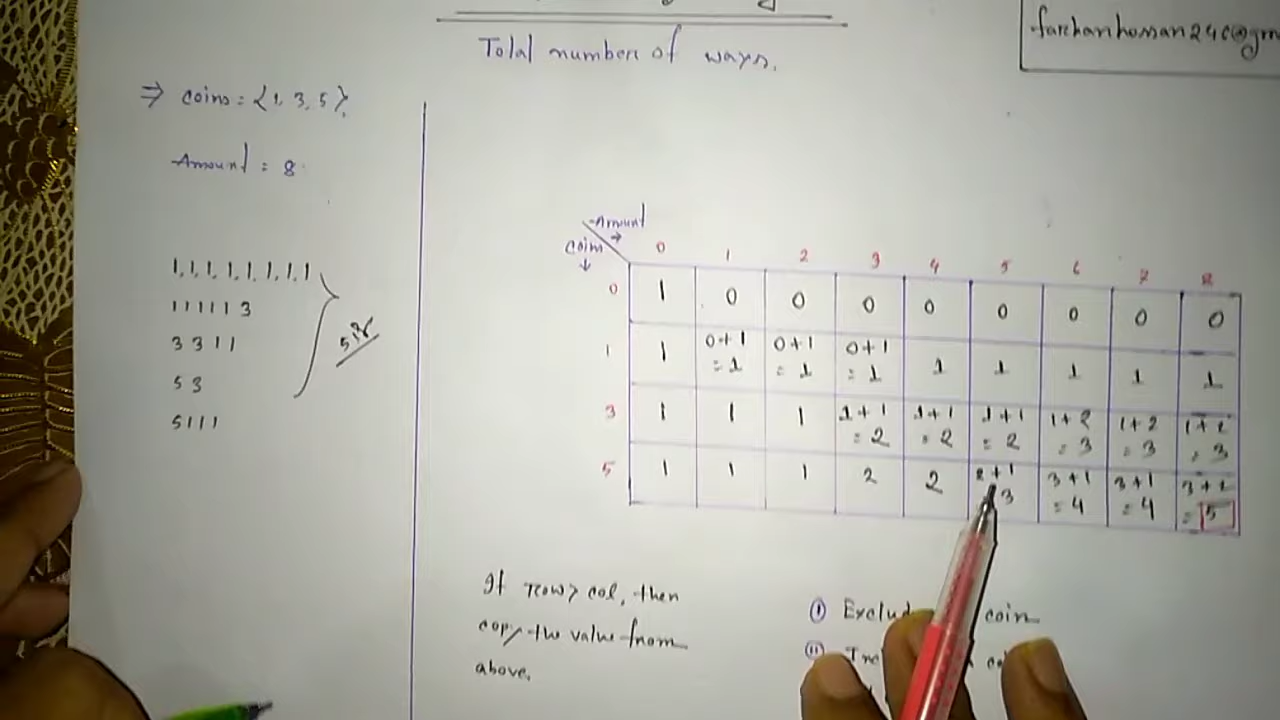 Total number of ways.
farhanhossan24c@gm
⇒ coins = {1, 3, 5}
Amount = 8
1, 1, 1, 1, 1, 1, 1, 1
1 1 1 1 1 3
3 3 1 1
5 3
5 1 1 1
Amount →
Coin ↓
0 1 2 3 4 5 6 7 8
0 1 0 0 0 0 0 0 0 0
1 1 0+1 = 1 0+1 = 1 0+1 = 1 1 1 1 1 1
3 1 1 1 1+1 = 2 1+1 = 2 1+1 = 2 1+2 = 3 1+2 = 3 1+2 = 3
5 1 1 1 2 2 2+1 3 3+1 = 4 3+1 = 4 3+2 = 5
If row > col, then
copy the value from
above.
(i) Exclud coin
(ii)